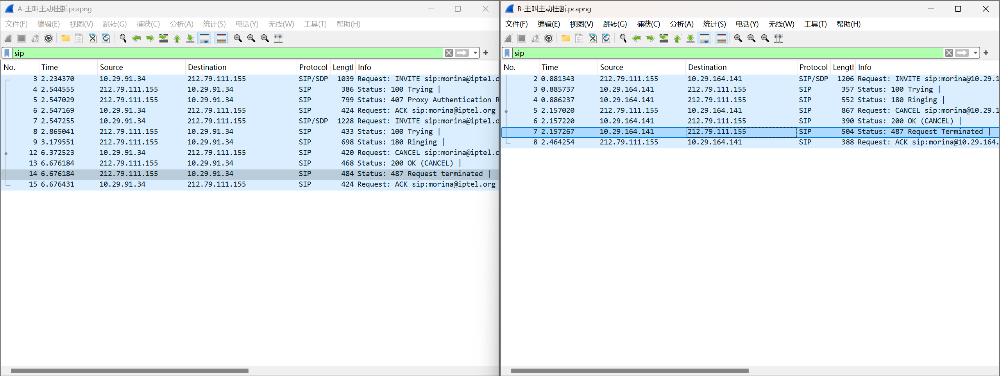 A-主叫主动挂断.pcapng
文件(F) 编辑(E) 视图(V) 跳转(G) 捕获(C) 分析(A) 统计(S) 电话(Y) 无线(W) 工具(T) 帮助(H)
sip
No. Time Source Destination Protocol Lengtl Info
3 2.234370 10.29.91.34 212.79.111.155 SIP/SDP 1039 Request: INVITE sip:morina@iptel.o
4 2.544555 212.79.111.155 10.29.91.34 SIP 386 Status: 100 Trying |
5 2.547029 212.79.111.155 10.29.91.34 SIP 799 Status: 407 Proxy Authentication R
6 2.547169 10.29.91.34 212.79.111.155 SIP 424 Request: ACK sip:morina@iptel.org
7 2.547255 10.29.91.34 212.79.111.155 SIP/SDP 1228 Request: INVITE sip:morina@iptel.o
8 2.865041 212.79.111.155 10.29.91.34 SIP 433 Status: 100 Trying |
9 3.179551 212.79.111.155 10.29.91.34 SIP 698 Status: 180 Ringing |
12 6.372523 10.29.91.34 212.79.111.155 SIP 420 Request: CANCEL sip:morina@iptel.o
13 6.676184 212.79.111.155 10.29.91.34 SIP 468 Status: 200 OK (CANCEL) |
14 6.676184 212.79.111.155 10.29.91.34 SIP 484 Status: 487 Request terminated |
15 6.676431 10.29.91.34 212.79.111.155 SIP 424 Request: ACK sip:morina@iptel.org
B-主叫主动挂断.pcapng
文件(F) 编辑(E) 视图(V) 跳转(G) 捕获(C) 分析(A) 统计(S) 电话(Y) 无线(W) 工具(T) 帮助(H)
sip
No. Time Source Destination Protocol Lengtl Info
2 0.881343 212.79.111.155 10.29.164.141 SIP/SDP 1206 Request: INVITE sip:morina@10.29.1
3 0.885737 10.29.164.141 212.79.111.155 SIP 357 Status: 100 Trying |
4 0.886237 10.29.164.141 212.79.111.155 SIP 552 Status: 180 Ringing |
5 2.157020 212.79.111.155 10.29.164.141 SIP 867 Request: CANCEL sip:morina@10.29.1
6 2.157220 10.29.164.141 212.79.111.155 SIP 390 Status: 200 OK (CANCEL) |
7 2.157267 10.29.164.141 212.79.111.155 SIP 504 Status: 487 Request Terminated |
8 2.464254 212.79.111.155 10.29.164.141 SIP 388 Request: ACK sip:morina@10.29.164.